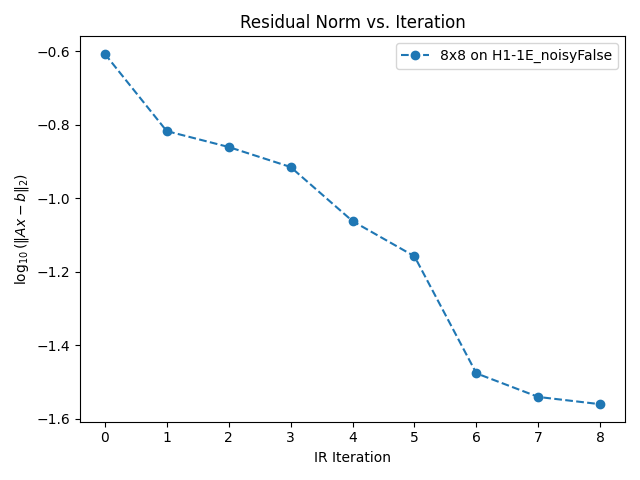 Residual Norm vs. Iteration
8x8 on H1-1E_noisyFalse
log₁₀(‖Ax − b‖₂)
−0.6
−0.8
−1.0
−1.2
−1.4
−1.6
0 1 2 3 4 5 6 7 8
IR Iteration